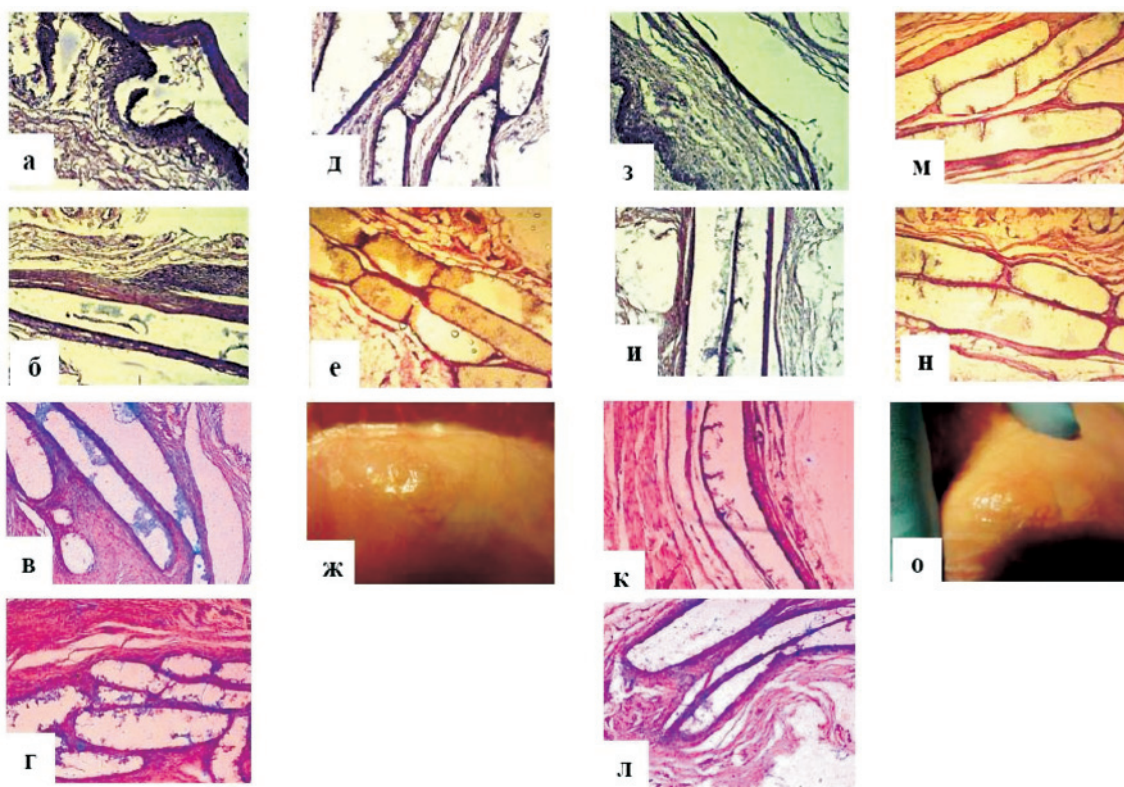 а
д
з
м
б
е
и
н
в
ж
к
о
г
л